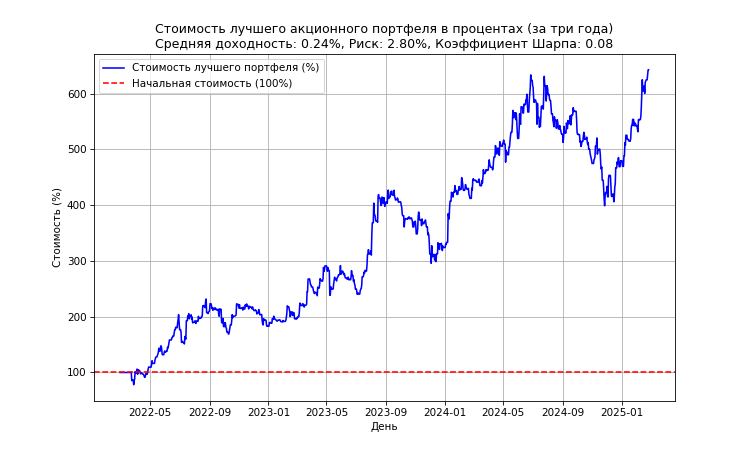 Стоимость лучшего акционного портфеля в процентах (за три года)
Средняя доходность: 0.24%, Риск: 2.80%, Коэффициент Шарпа: 0.08
Стоимость лучшего портфеля (%)
Начальная стоимость (100%)
Стоимость (%)
600
500
400
300
200
100
2022-05 2022-09 2023-01 2023-05 2023-09 2024-01 2024-05 2024-09 2025-01
День